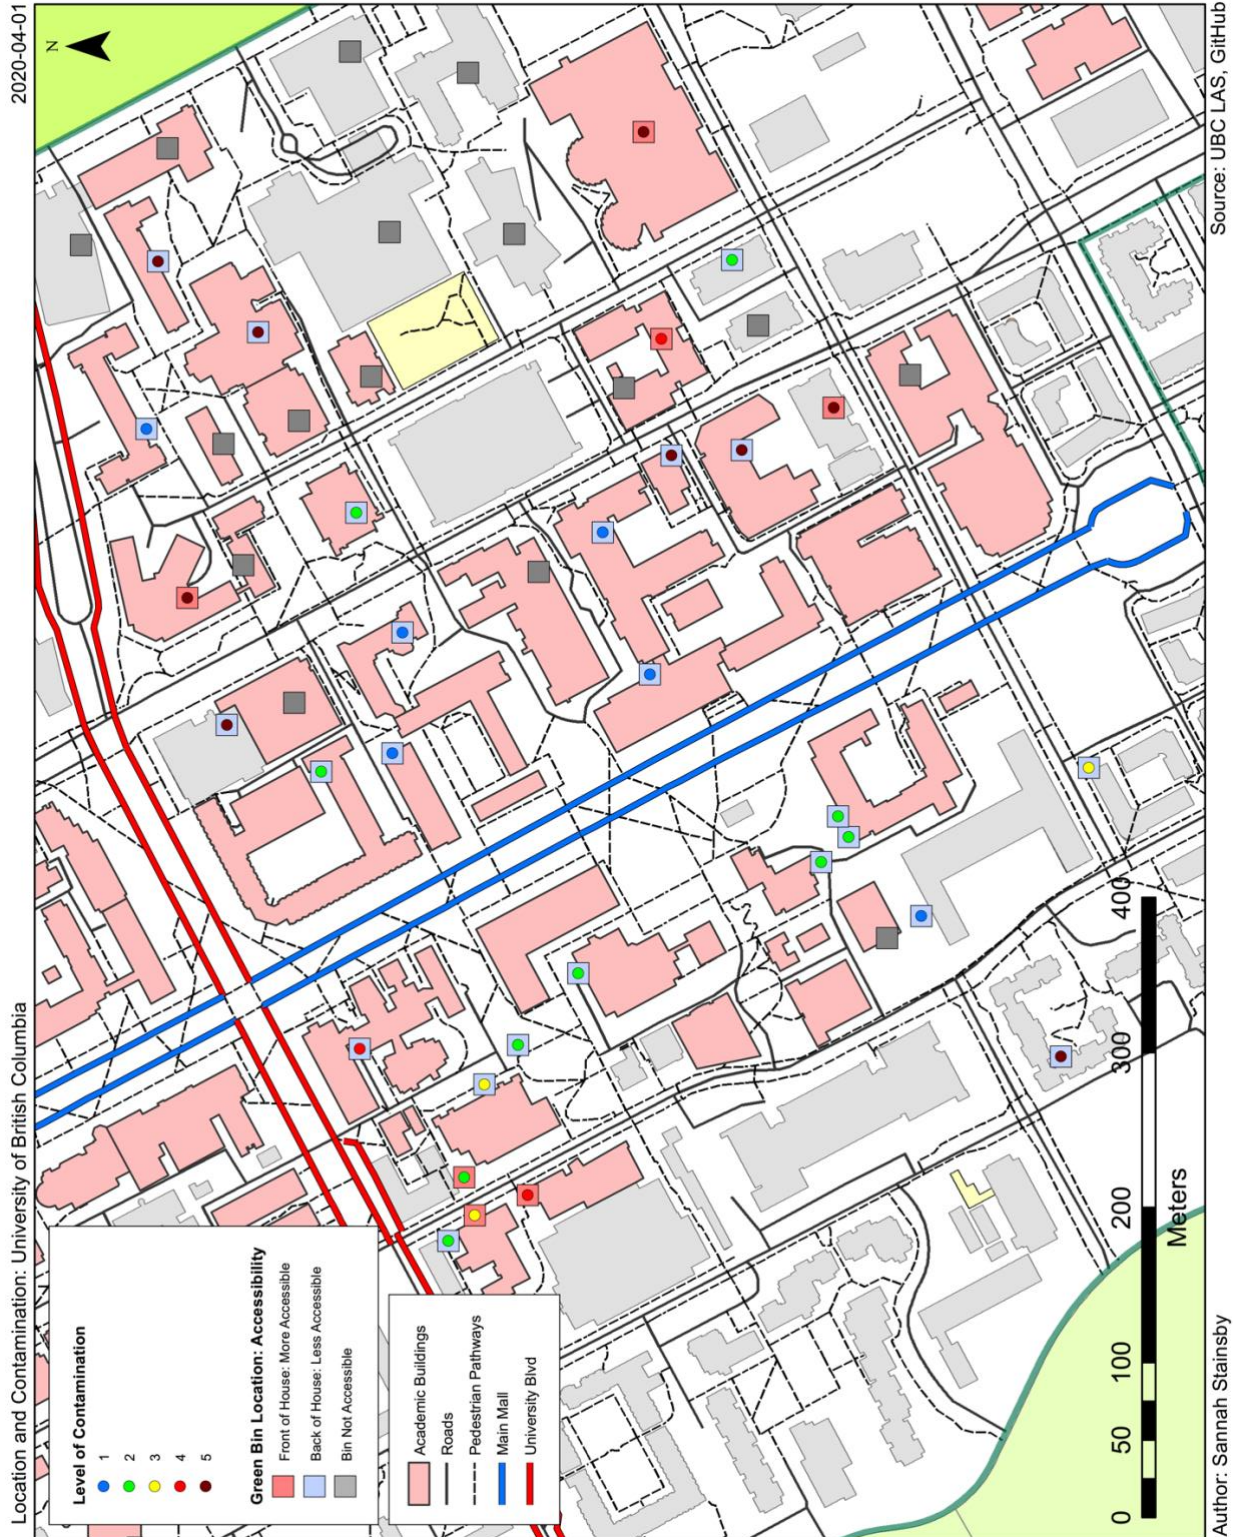 Location and Contamination: University of British Columbia
2020-04-01
N
Level of Contamination
1
2
3
4
5
Green Bin Location: Accessibility
Front of House: More Accessible
Back of House: Less Accessible
Bin Not Accessible
Academic Buildings
Roads
Pedestrian Pathways
Main Mall
University Blvd
0 50 100 200 300 400
Meters
Author: Sannah Stainsby
Source: UBC LAS, GitHub